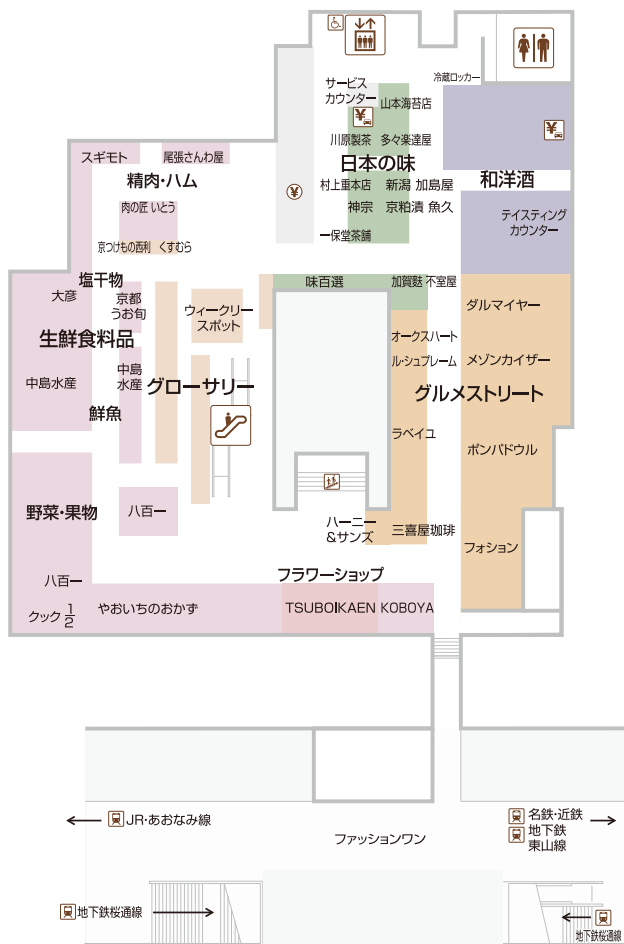 冷蔵ロッカー
サービス
カウンター
山本海苔店
川原製茶
多々楽達屋
日本の味
村上重本店
新潟 加島屋
神宗
京粕漬 魚久
一保堂茶舗
和洋酒
テイスティング
カウンター
スギモト
尾張さんわ屋
精肉・ハム
肉の匠 いとう
京つけもの西利
くすむら
塩干物
大彦
京都
うお旬
生鮮食料品
中島水産
中島
水産
鮮魚
ウィークリー
スポット
グローサリー
味百選
加賀麩 不室屋
オークスハート
ル・シュプレーム
ダルマイヤー
メゾンカイザー
グルメストリート
ラベイユ
ポンパドウル
野菜・果物
八百一
ハーニー
&サンズ
三喜屋珈琲
フォション
フラワーショップ
八百一
クック 1/2
やおいちのおかず
TSUBOIKAEN
KOBOYA
JR・あおなみ線
名鉄・近鉄
地下鉄
東山線
ファッションワン
地下鉄桜通線
地下鉄桜通線
¥
¥
¥